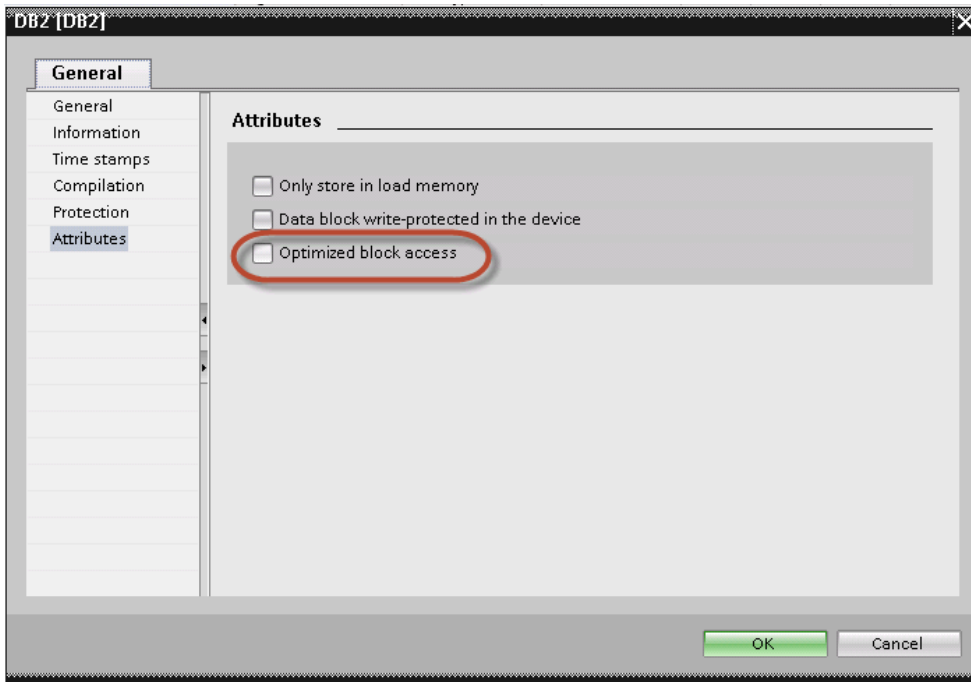 DB2 [DB2]
General
General
Information
Time stamps
Compilation
Protection
Attributes
Attributes
Only store in load memory
Data block write-protected in the device
Optimized block access
OK
Cancel